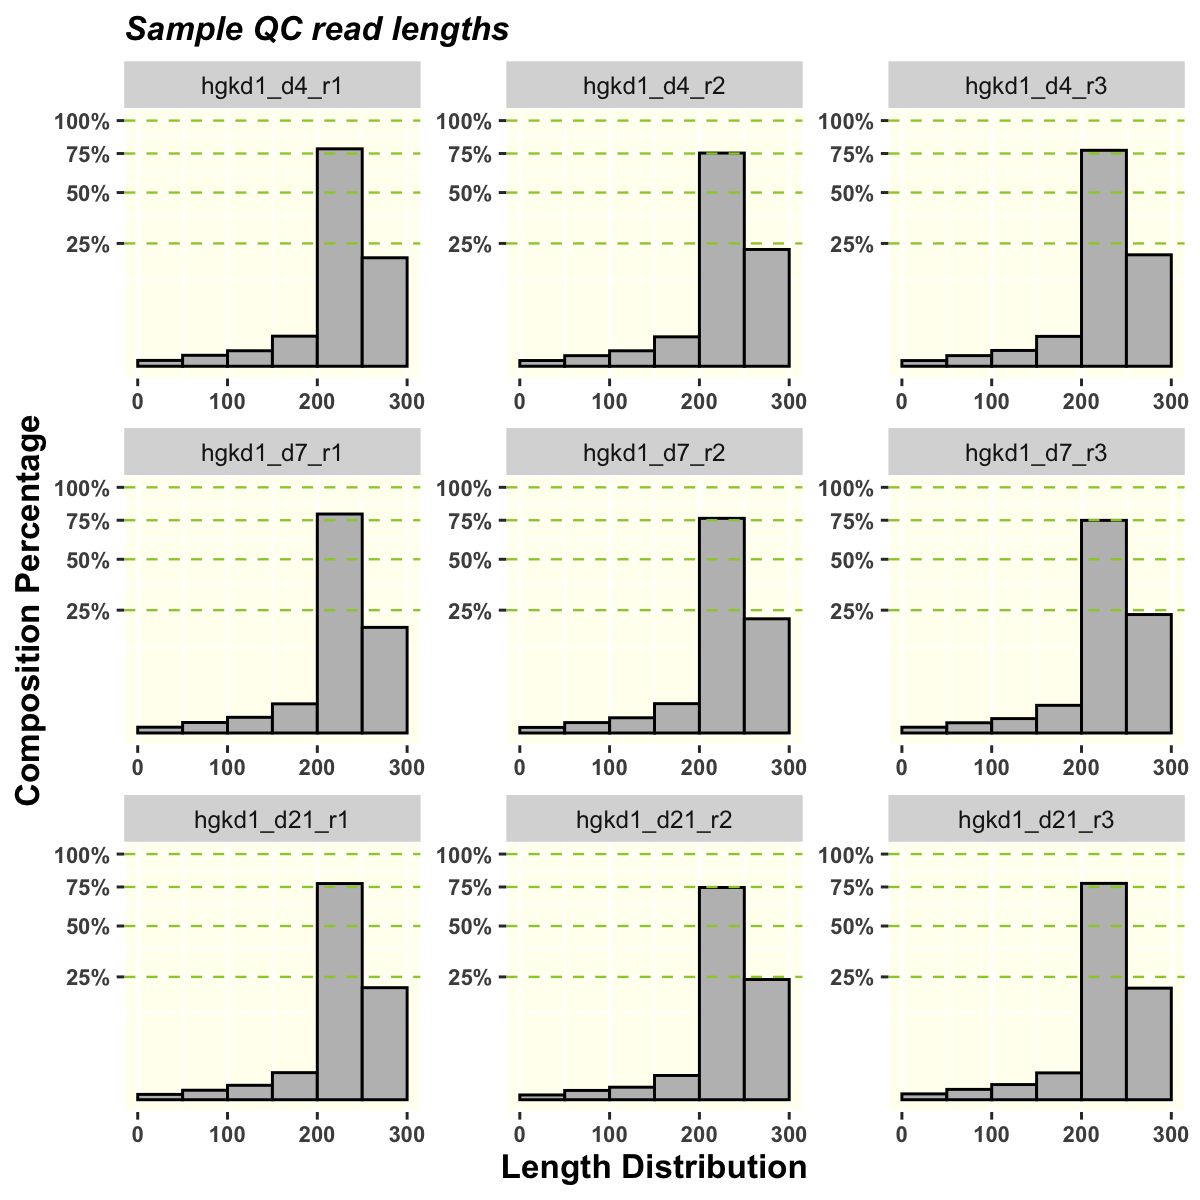 Sample QC read lengths
hgkd1_d4_r1 hgkd1_d4_r2 hgkd1_d4_r3
100% 100% 100%
75% 75% 75%
50% 50% 50%
25% 25% 25%
0 100 200 300 0 100 200 300 0 100 200 300
hgkd1_d7_r1 hgkd1_d7_r2 hgkd1_d7_r3
100% 100% 100%
75% 75% 75%
50% 50% 50%
25% 25% 25%
0 100 200 300 0 100 200 300 0 100 200 300
hgkd1_d21_r1 hgkd1_d21_r2 hgkd1_d21_r3
100% 100% 100%
75% 75% 75%
50% 50% 50%
25% 25% 25%
0 100 200 300 0 100 200 300 0 100 200 300
Length Distribution
Composition Percentage